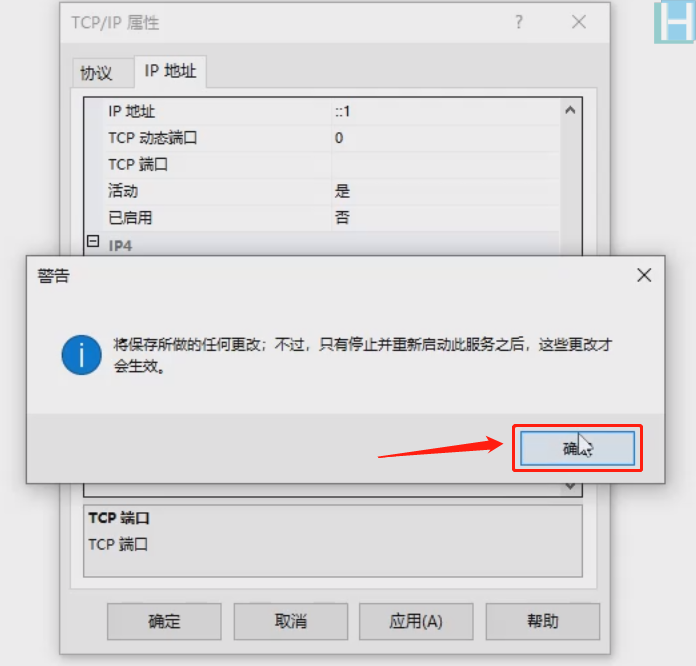 TCP/IP 属性
H
协议 IP 地址
IP 地址 ::1
TCP 动态端口 0
TCP 端口
活动 是
已启用 否
IP4
警告
将保存所做的任何更改；不过，只有停止并重新启动此服务之后，这些更改才
会生效。
确
TCP 端口
TCP 端口
确定 取消 应用(A) 帮助